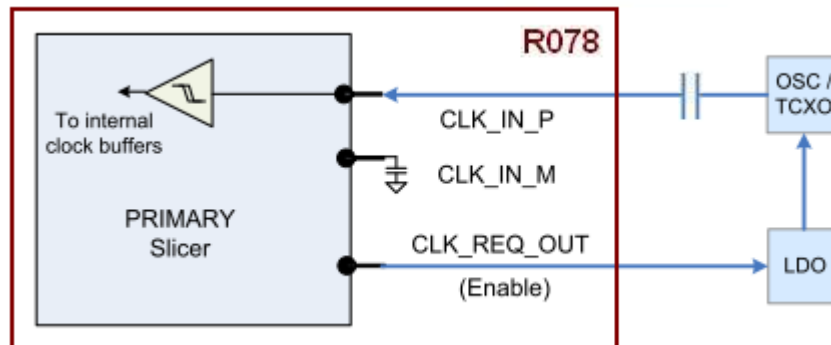 R078
OSC /
TCXO
To internal
clock buffers
CLK_IN_P
CLK_IN_M
PRIMARY
Slicer
CLK_REQ_OUT
(Enable)
LDO